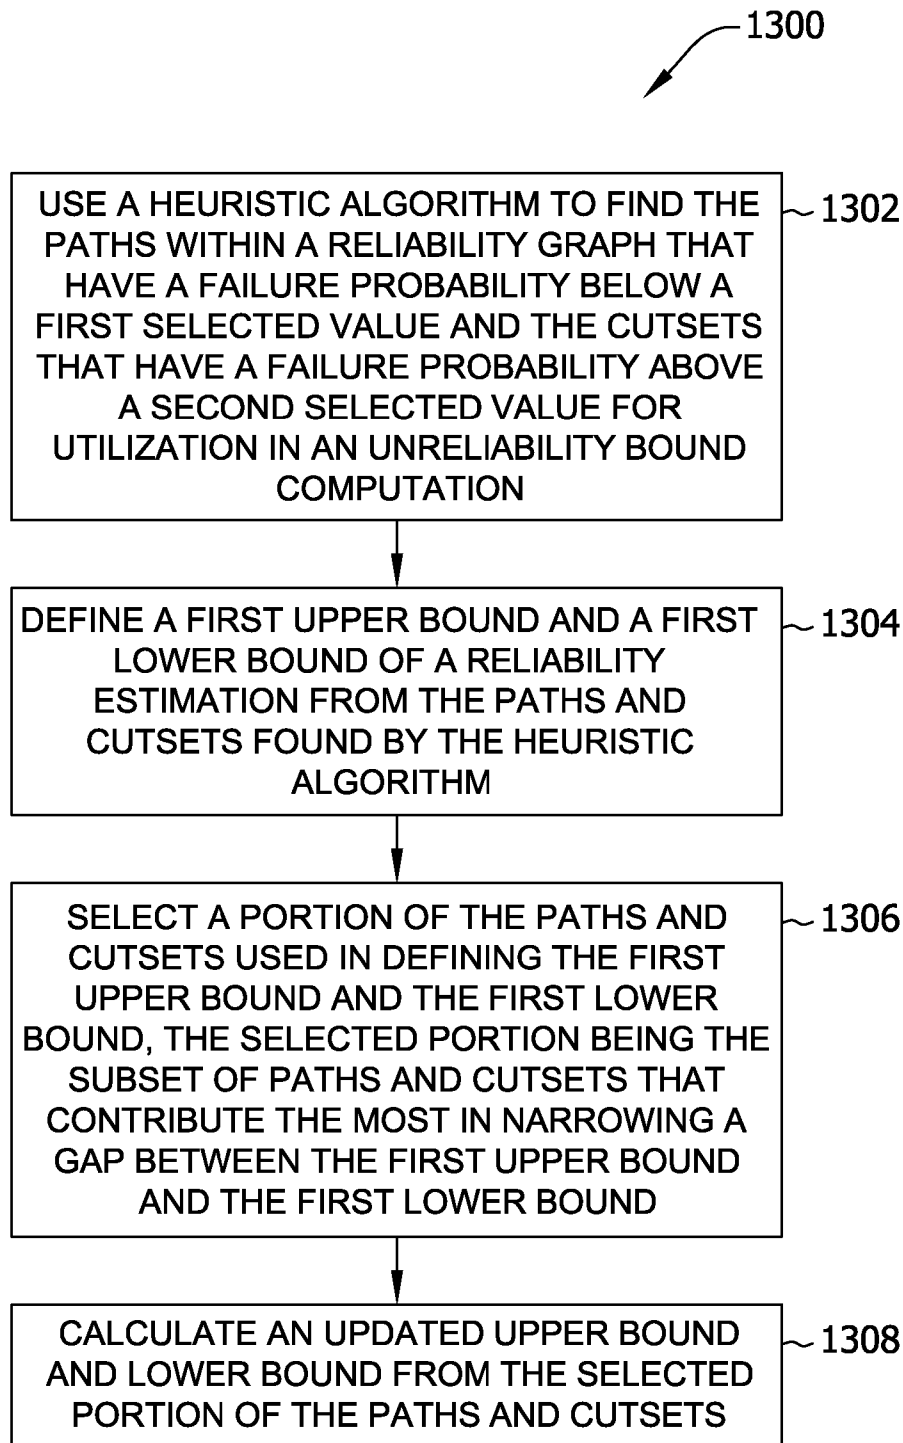 1300
USE A HEURISTIC ALGORITHM TO FIND THE
PATHS WITHIN A RELIABILITY GRAPH THAT
HAVE A FAILURE PROBABILITY BELOW A
FIRST SELECTED VALUE AND THE CUTSETS
THAT HAVE A FAILURE PROBABILITY ABOVE
A SECOND SELECTED VALUE FOR
UTILIZATION IN AN UNRELIABILITY BOUND
COMPUTATION
1302
DEFINE A FIRST UPPER BOUND AND A FIRST
LOWER BOUND OF A RELIABILITY
ESTIMATION FROM THE PATHS AND
CUTSETS FOUND BY THE HEURISTIC
ALGORITHM
1304
SELECT A PORTION OF THE PATHS AND
CUTSETS USED IN DEFINING THE FIRST
UPPER BOUND AND THE FIRST LOWER
BOUND, THE SELECTED PORTION BEING THE
SUBSET OF PATHS AND CUTSETS THAT
CONTRIBUTE THE MOST IN NARROWING A
GAP BETWEEN THE FIRST UPPER BOUND
AND THE FIRST LOWER BOUND
1306
CALCULATE AN UPDATED UPPER BOUND
AND LOWER BOUND FROM THE SELECTED
PORTION OF THE PATHS AND CUTSETS
1308